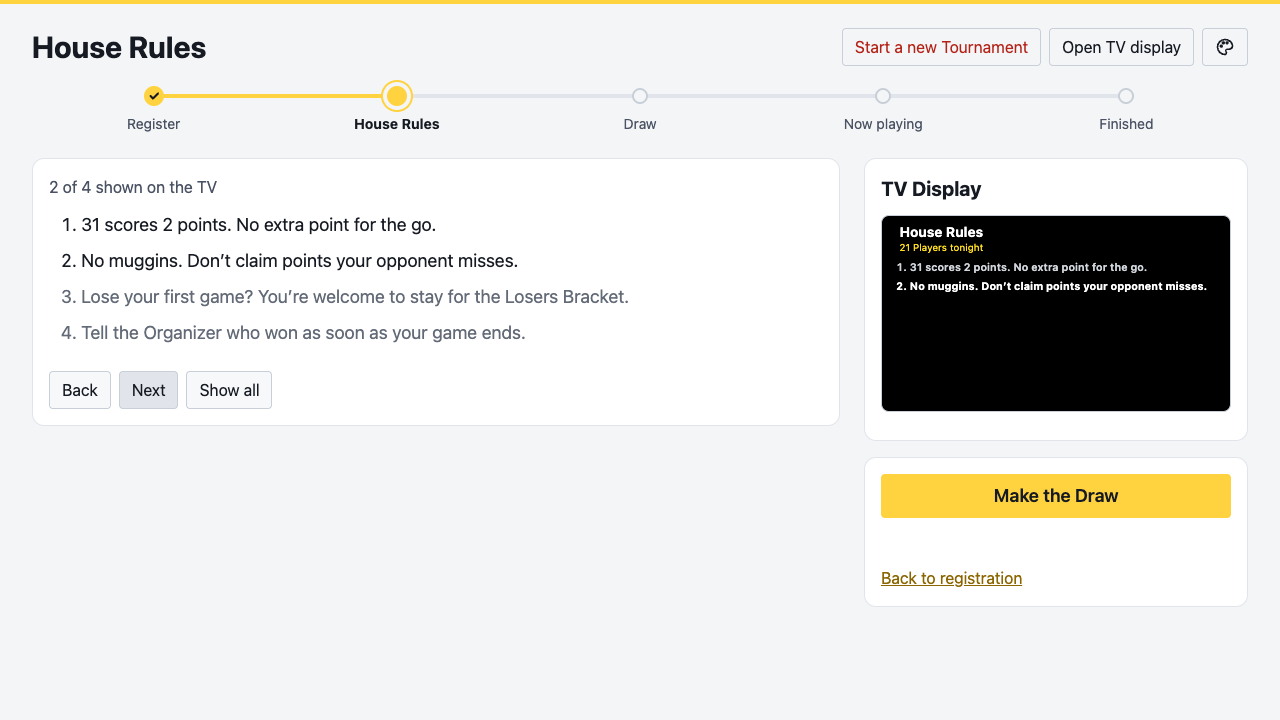 House Rules
Start a new Tournament
Open TV display
Register
House Rules
Draw
Now playing
Finished
2 of 4 shown on the TV
1. 31 scores 2 points. No extra point for the go.
2. No muggins. Don’t claim points your opponent misses.
3. Lose your first game? You’re welcome to stay for the Losers Bracket.
4. Tell the Organizer who won as soon as your game ends.
Back
Next
Show all
TV Display
House Rules
21 Players tonight
1. 31 scores 2 points. No extra point for the go.
2. No muggins. Don’t claim points your opponent misses.
Make the Draw
Back to registration